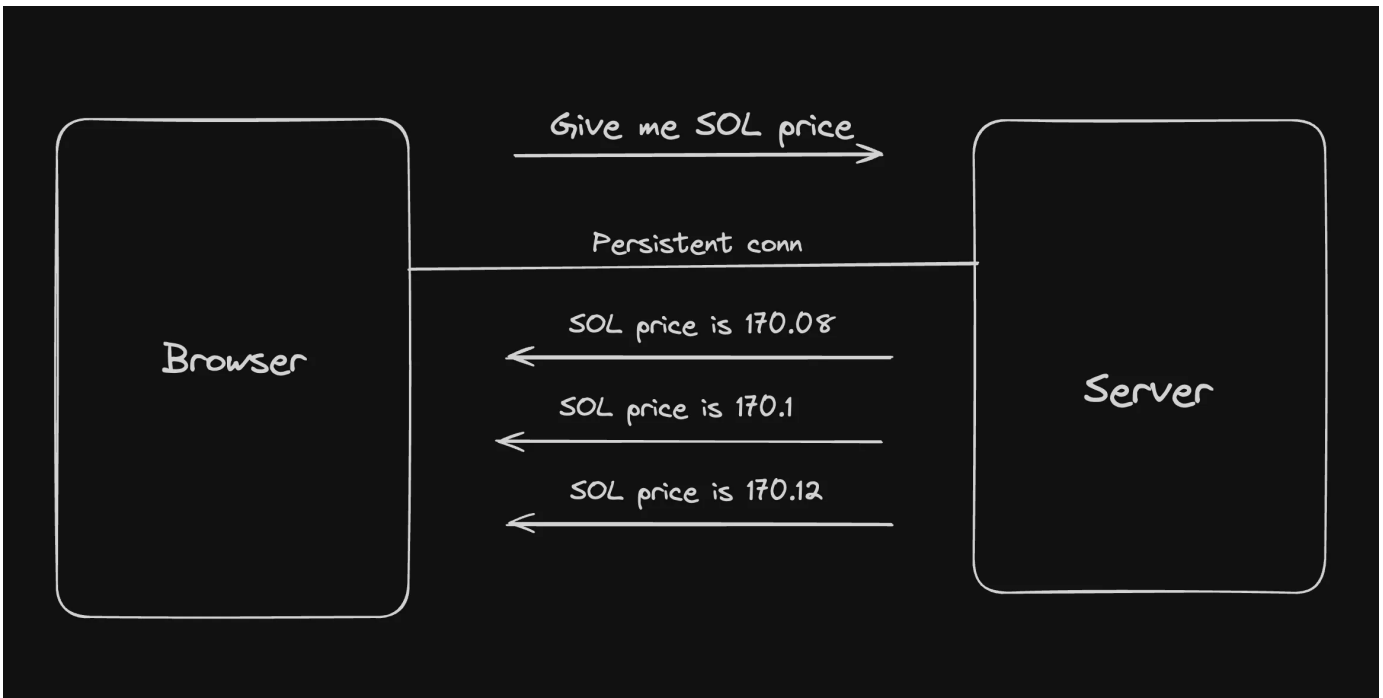 Give me SOL price
Persistent conn
SOL price is 170.08
Browser
SOL price is 170.1
Server
SOL price is 170.12